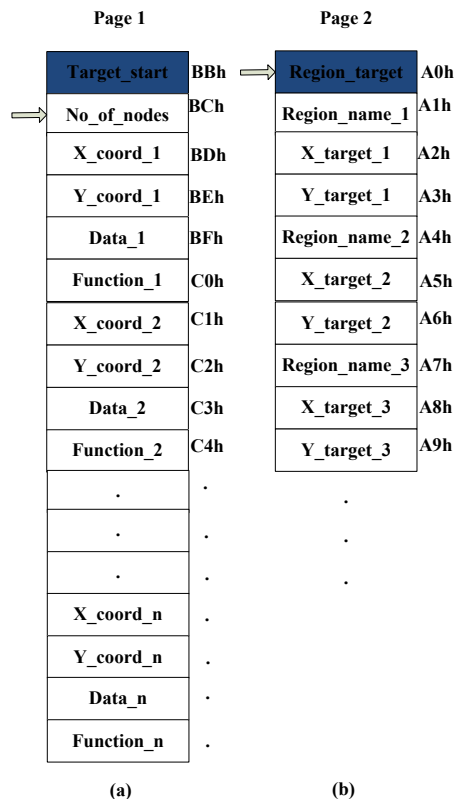 Page 1
Target_start BBh
No_of_nodes BCh
X_coord_1 BDh
Y_coord_1 BEh
Data_1 BFh
Function_1 C0h
X_coord_2 C1h
Y_coord_2 C2h
Data_2 C3h
Function_2 C4h
. .
. .
. .
X_coord_n .
Y_coord_n .
Data_n .
Function_n .
(a)
Page 2
Region_target A0h
Region_name_1 A1h
X_target_1 A2h
Y_target_1 A3h
Region_name_2 A4h
X_target_2 A5h
Y_target_2 A6h
Region_name_3 A7h
X_target_3 A8h
Y_target_3 A9h
.
.
.
(b)